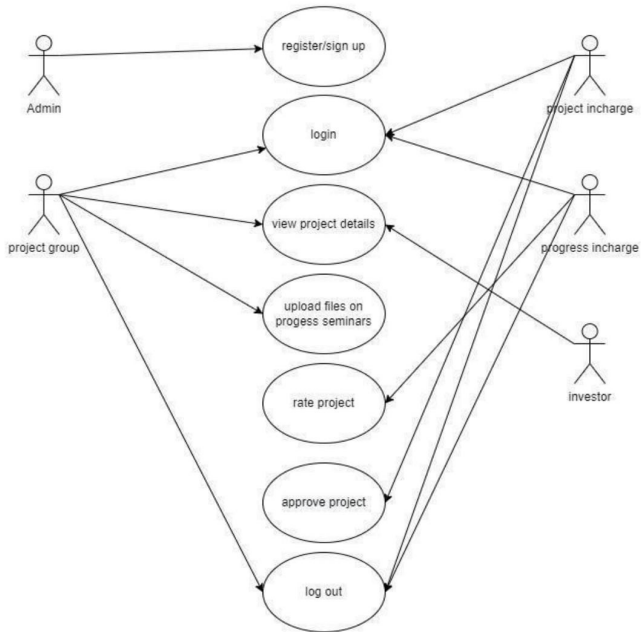 register/sign up
Admin
project incharge
login
project group
view project details
progress incharge
upload files on
progess seminars
rate project
investor
approve project
log out